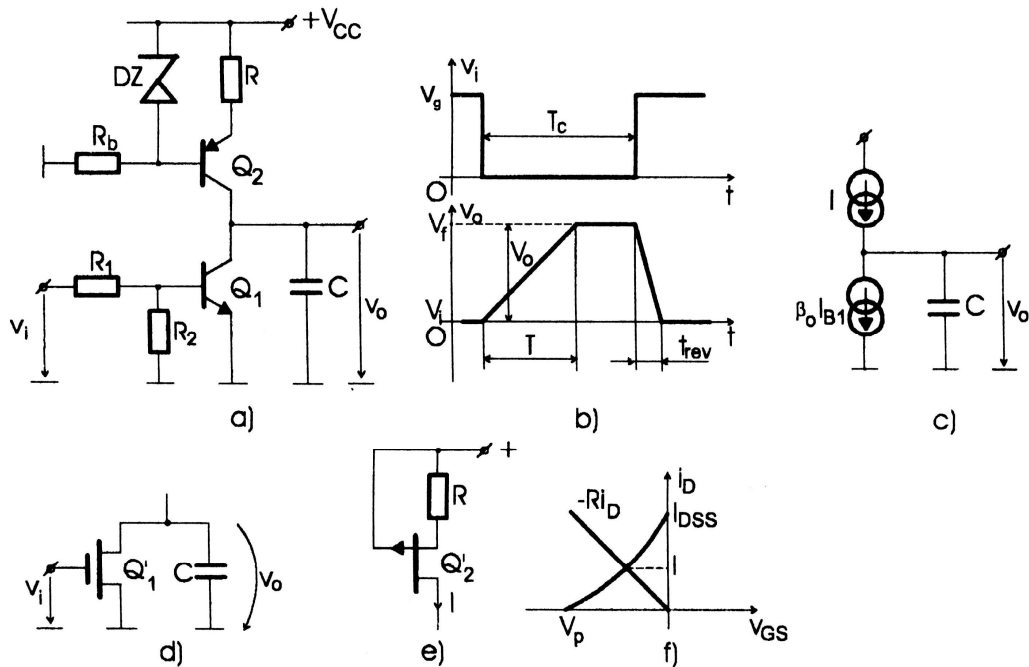 +V_CC
DZ
R
R_b
Q_2
R_1
Q_1
C
v_o
v_i
R_2
a)
v_i
V_g
T_c
O
t
v_o
V_f
V_o
V_i
O
t
T
t_rev
b)
I
β_o I_B1
C
v_o
c)
v_i
Q'_1
C
v_o
d)
+
R
Q'_2
I
e)
-Ri_D
i_D
I_DSS
I
V_p
v_GS
f)